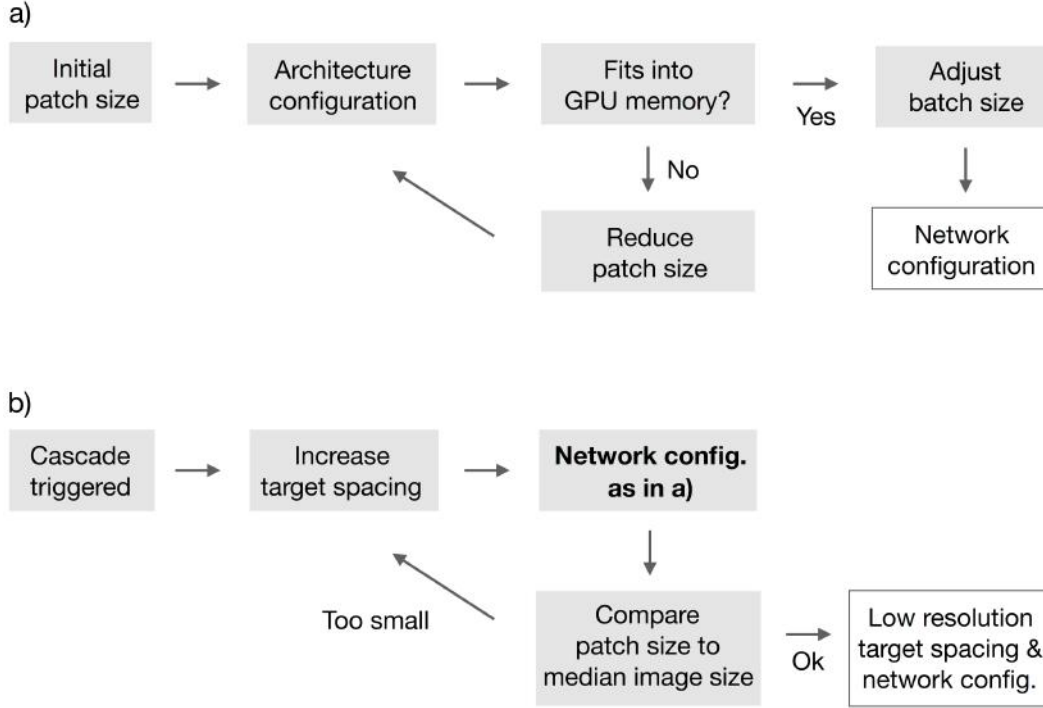 a)
Initial
patch size
Architecture
configuration
Fits into
GPU memory?
Yes
Adjust
batch size
No
Reduce
patch size
Network
configuration
b)
Cascade
triggered
Increase
target spacing
Network config.
as in a)
Too small
Compare
patch size to
median image size
Ok
Low resolution
target spacing &
network config.